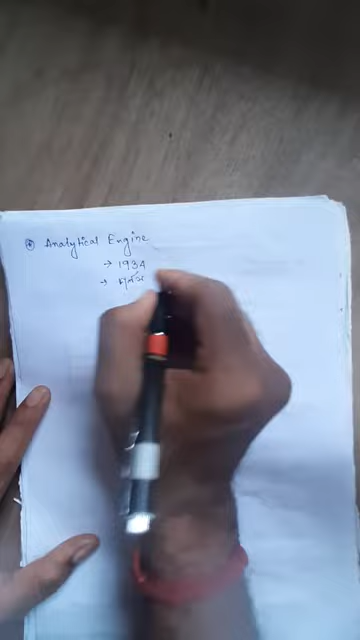 Analytical Engine
→ 1934
→